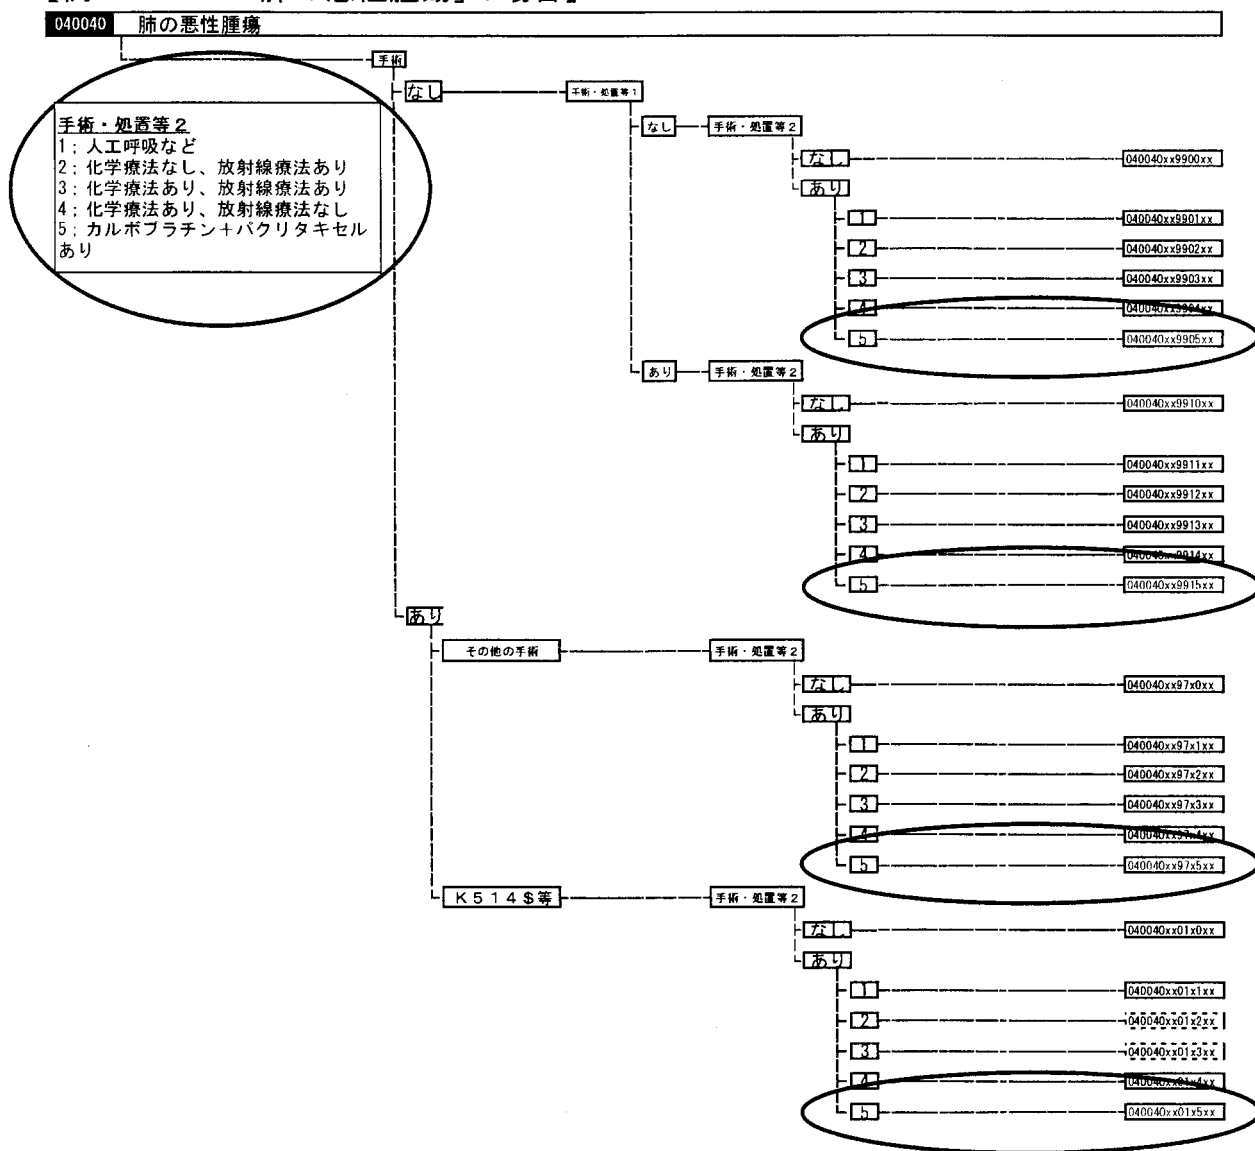 040040 肺の悪性腫瘍
手術
なし 手術・処置等1
手術・処置等2
1；人工呼吸など
2；化学療法なし、放射線療法あり
3；化学療法あり、放射線療法あり
4；化学療法あり、放射線療法なし
5；カルボプラチン＋パクリタキセル
あり
なし 手術・処置等2
なし 040040xx9900xx
あり
1 040040xx9901xx
2 040040xx9902xx
3 040040xx9903xx
4 040040xx9904xx
5 040040xx9905xx
あり 手術・処置等2
なし 040040xx9910xx
あり
1 040040xx9911xx
2 040040xx9912xx
3 040040xx9913xx
4 040040xx9914xx
5 040040xx9915xx
あり
その他の手術 手術・処置等2
なし 040040xx97x0xx
あり
1 040040xx97x1xx
2 040040xx97x2xx
3 040040xx97x3xx
4 040040xx97x4xx
5 040040xx97x5xx
K514$等 手術・処置等2
なし 040040xx01x0xx
あり
1 040040xx01x1xx
2 040040xx01x2xx
3 040040xx01x3xx
4 040040xx01x4xx
5 040040xx01x5xx